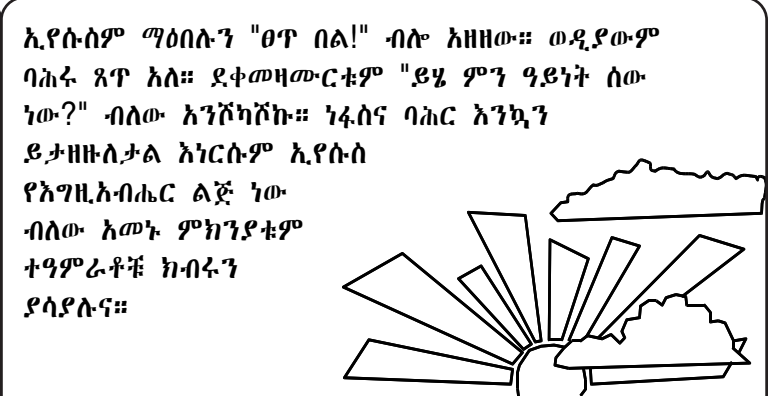 ኢየሱስም ማዕበሉን "ፀጥ በል!" ብሎ አዘዘው። ወዲያውም
ባሕሩ ጸጥ አለ። ደቀመዛሙርቱም "ይሄ ምን ዓይነት ሰው
ነው?" ብለው አንሾካሾኩ። ነፋስና ባሕር እንኳን
ይታዘዙለታል እነርሱም ኢየሱስ
የእግዚአብሔር ልጅ ነው
ብለው አመኑ ምክንያቱም
ተዓምራቶቹ ክብሩን
ያሳያሉና።